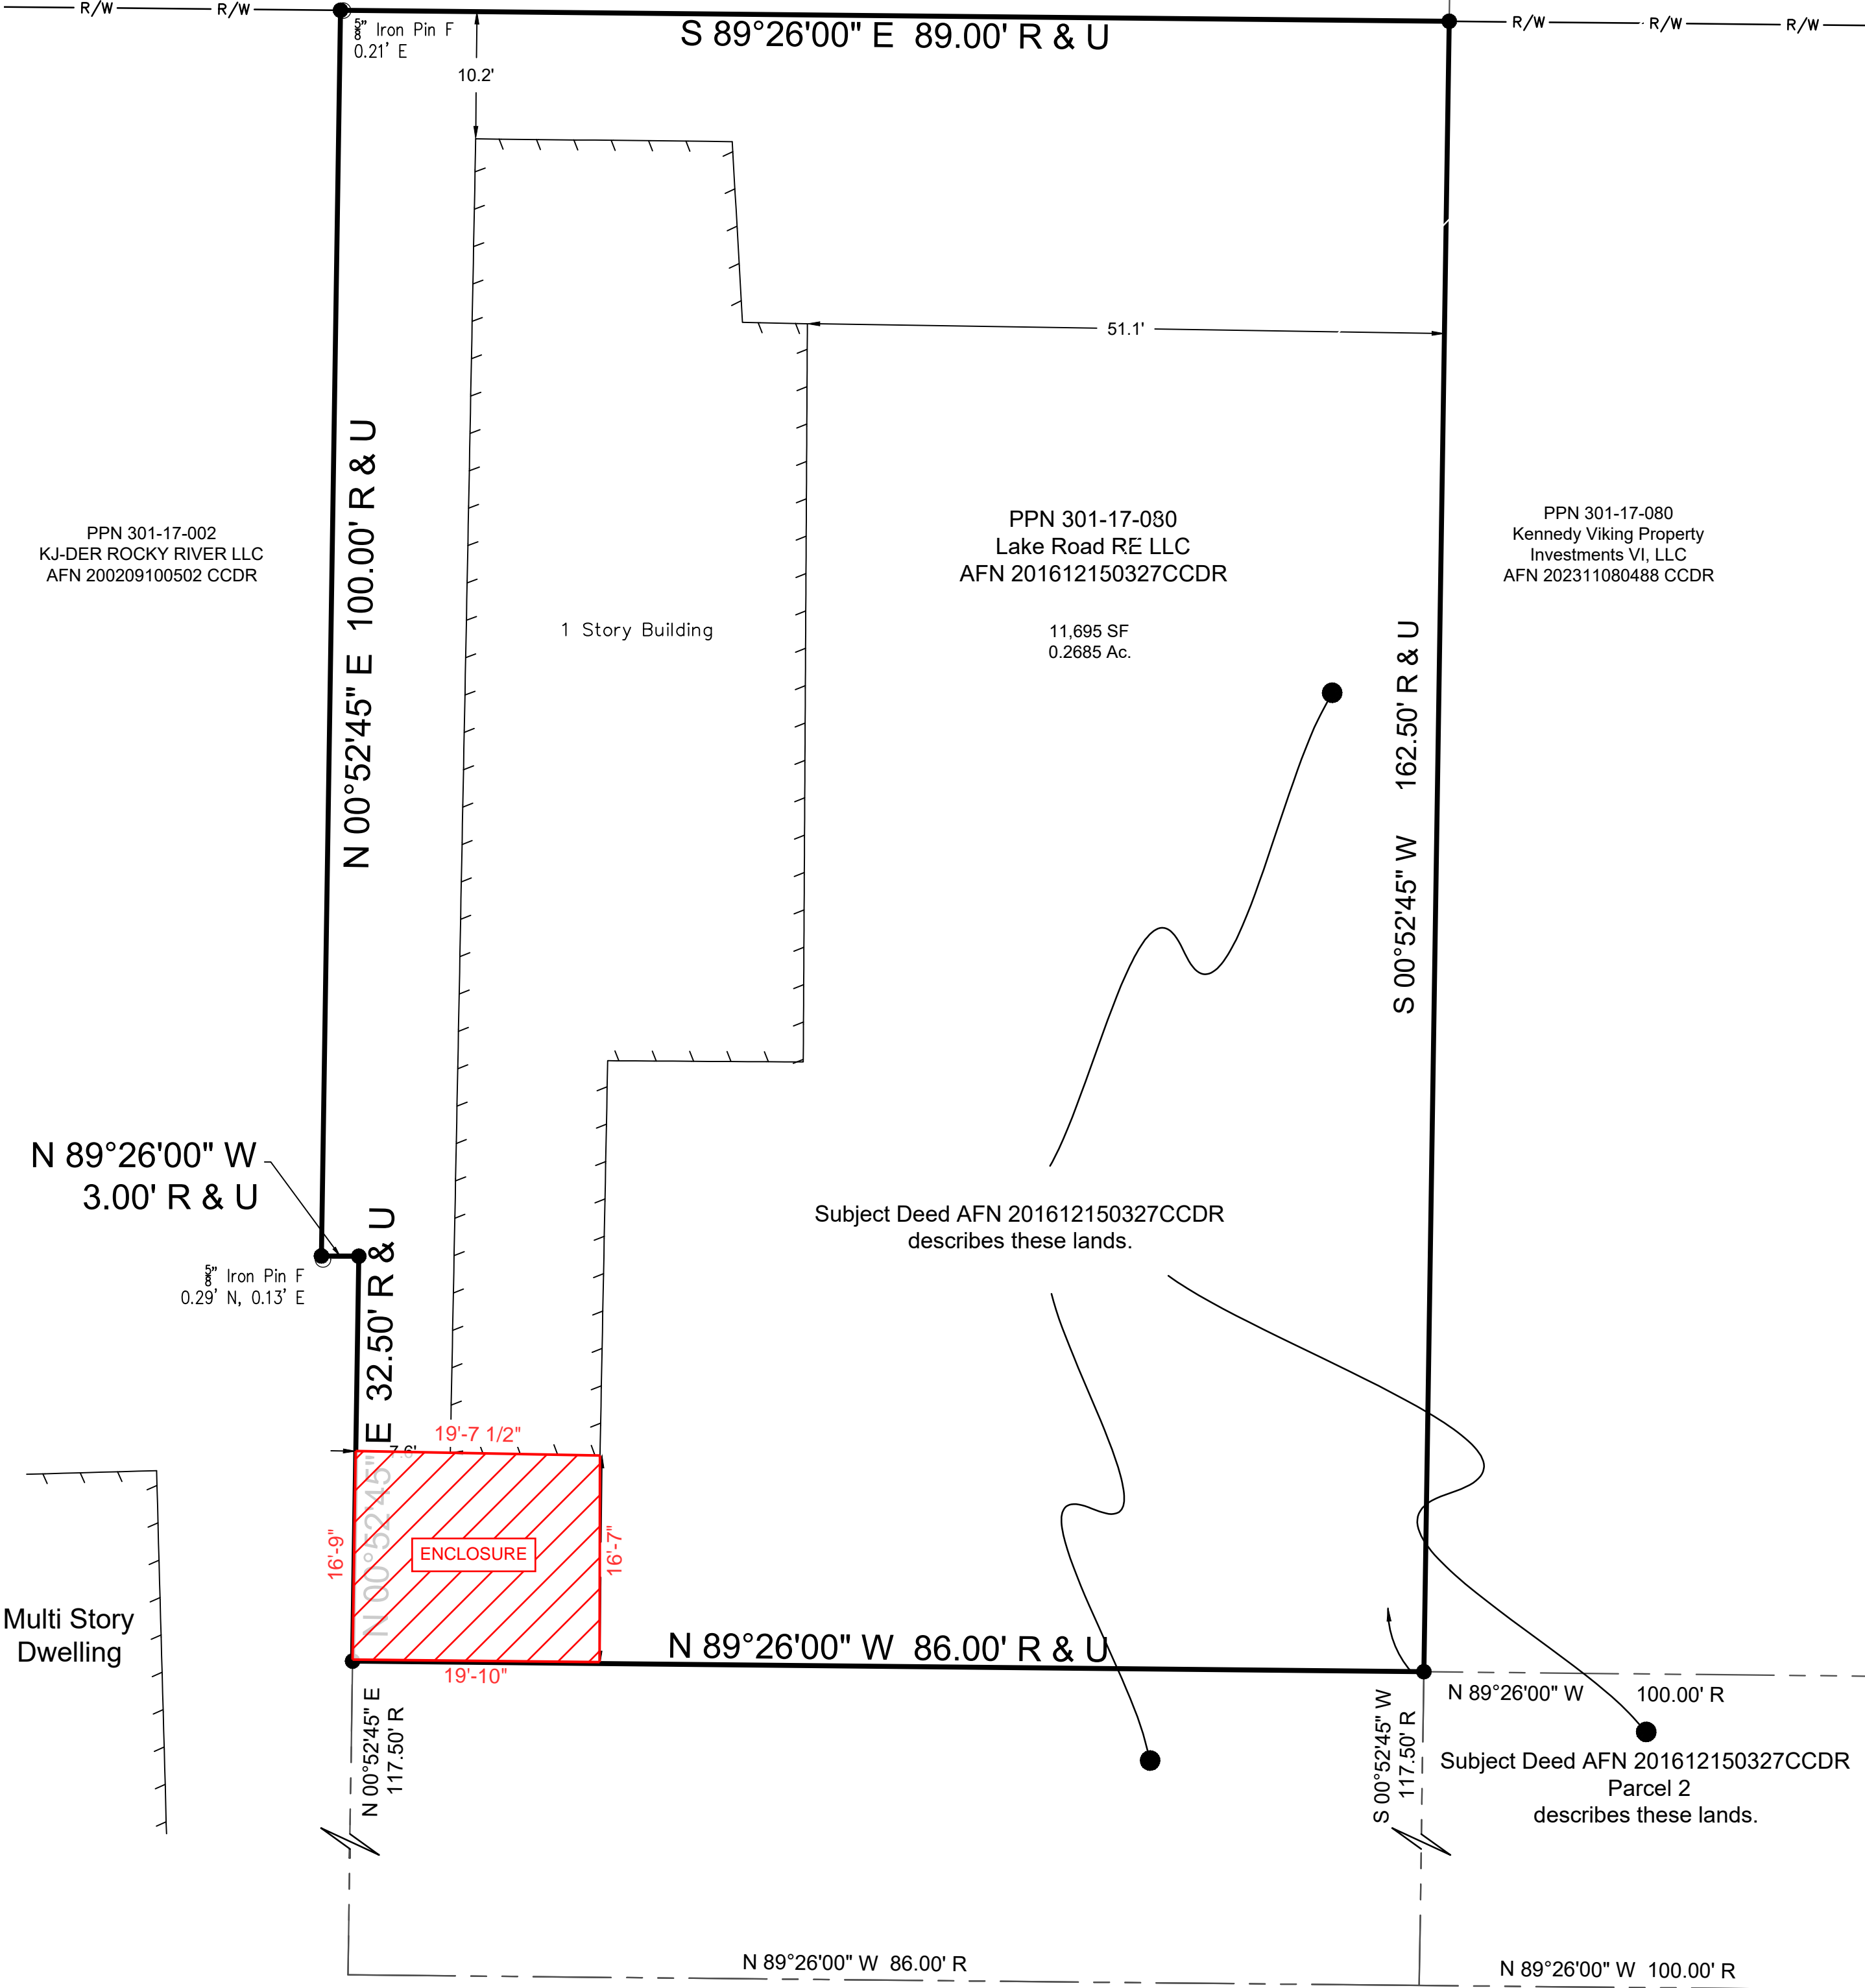 R/W
R/W
R/W
R/W
R/W
5/8" Iron Pin F
0.21' E
S 89°26'00" E 89.00' R & U
10.2'
51.1'
N 00°52'45" E 100.00' R & U
PPN 301-17-002
KJ-DER ROCKY RIVER LLC
AFN 200209100502 CCDR
1 Story Building
PPN 301-17-080
Lake Road RE LLC
AFN 201612150327CCDR
11,695 SF
0.2685 Ac.
S 00°52'45" W 162.50' R & U
PPN 301-17-080
Kennedy Viking Property
Investments VI, LLC
AFN 202311080488 CCDR
N 89°26'00" W
3.00' R & U
5/8" Iron Pin F
0.29' N, 0.13' E
N 00°52'45" E 32.50' R & U
Subject Deed AFN 201612150327CCDR
describes these lands.
7.6'
19'-7 1/2"
16'-9"
ENCLOSURE
16'-7"
19'-10"
Multi Story
Dwelling
N 89°26'00" W 86.00' R & U
N 00°52'45" E
117.50' R
S 00°52'45" W
117.50' R
N 89°26'00" W 100.00' R
Subject Deed AFN 201612150327CCDR
Parcel 2
describes these lands.
N 89°26'00" W 86.00' R
N 89°26'00" W 100.00' R